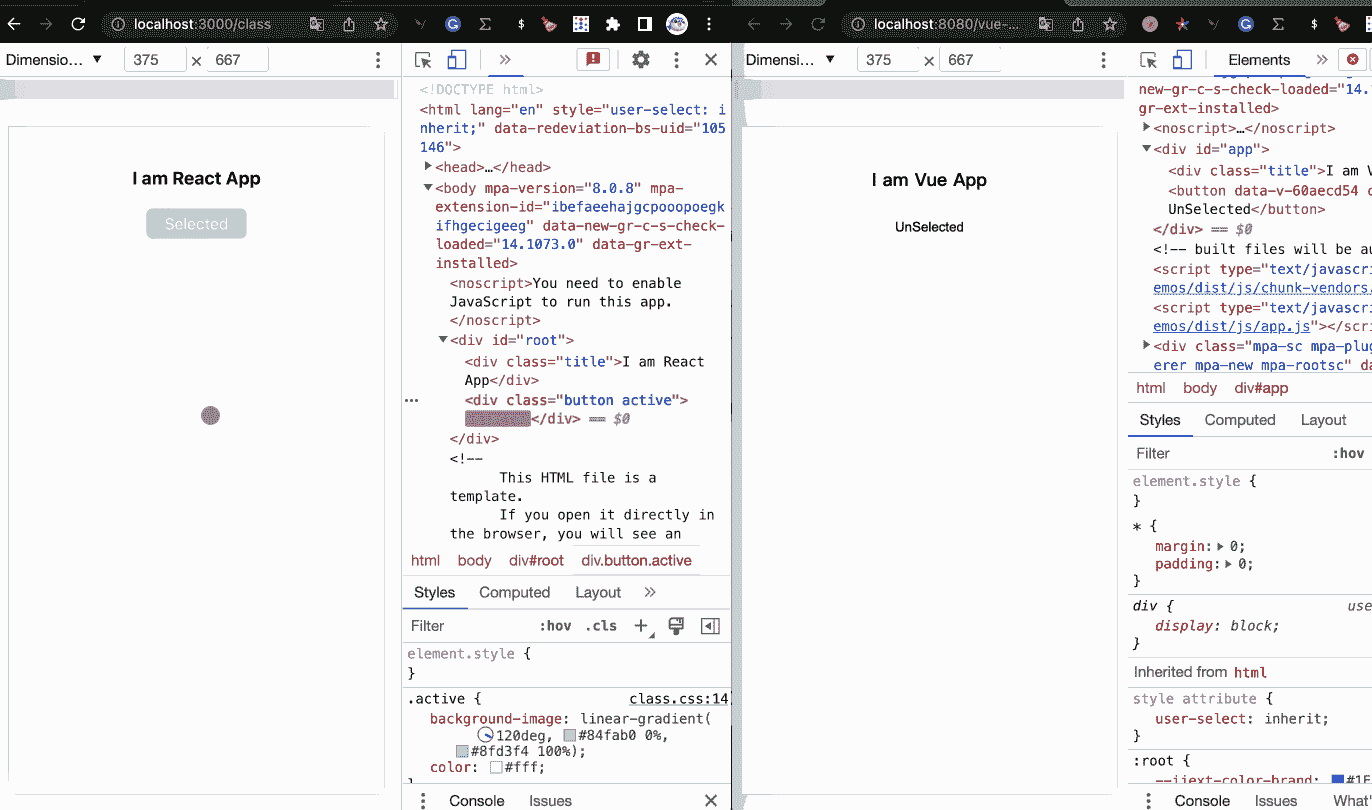 localhost:3000/class
Dimensio... ▼ 375 × 667
I am React App
Selected
<!DOCTYPE html>
<html lang="en" style="user-select: i
nherit;" data-redeviation-bs-uid="105
146">
<head>…</head>
<body mpa-version="8.0.8" mpa-
extension-id="ibefaeehajgcpooopoegk
ifhgecigeeg" data-new-gr-c-s-check-
loaded="14.1073.0" data-gr-ext-
installed>
<noscript>You need to enable
JavaScript to run this app.
</noscript>
<div id="root">
<div class="title">I am React
App</div>
<div class="button active">
</div> == $0
</div>
<!--
This HTML file is a
template.
If you open it directly in
the browser, you will see an
html body div#root div.button.active
Styles Computed Layout »
Filter :hov .cls +
element.style {
}
.active { class.css:14
background-image: linear-gradient(
120deg, #84fab0 0%,
#8fd3f4 100%);
color: #fff;
Console Issues
localhost:8080/vue-...
Dimensi... ▼ 375 × 667
Elements »
I am Vue App
UnSelected
new-gr-c-s-check-loaded="14.
gr-ext-installed>
<noscript>…</noscript>
<div id="app">
<div class="title">I am V
<button data-v-60aecd54 c
UnSelected</button>
</div> == $0
<!-- built files will be au
<script type="text/javascri
emos/dist/js/chunk-vendors.
<script type="text/javascri
emos/dist/js/app.js"></scri
<div class="mpa-sc mpa-plug
erer mpa-new mpa-rootsc" da
html body div#app
Styles Computed Layout
Filter :hov
element.style {
}
* {
margin: 0;
padding: 0;
}
div { use
display: block;
}
Inherited from html
style attribute {
user-select: inherit;
}
:root {
--iiext-color-brand: #1F
Console Issues What'